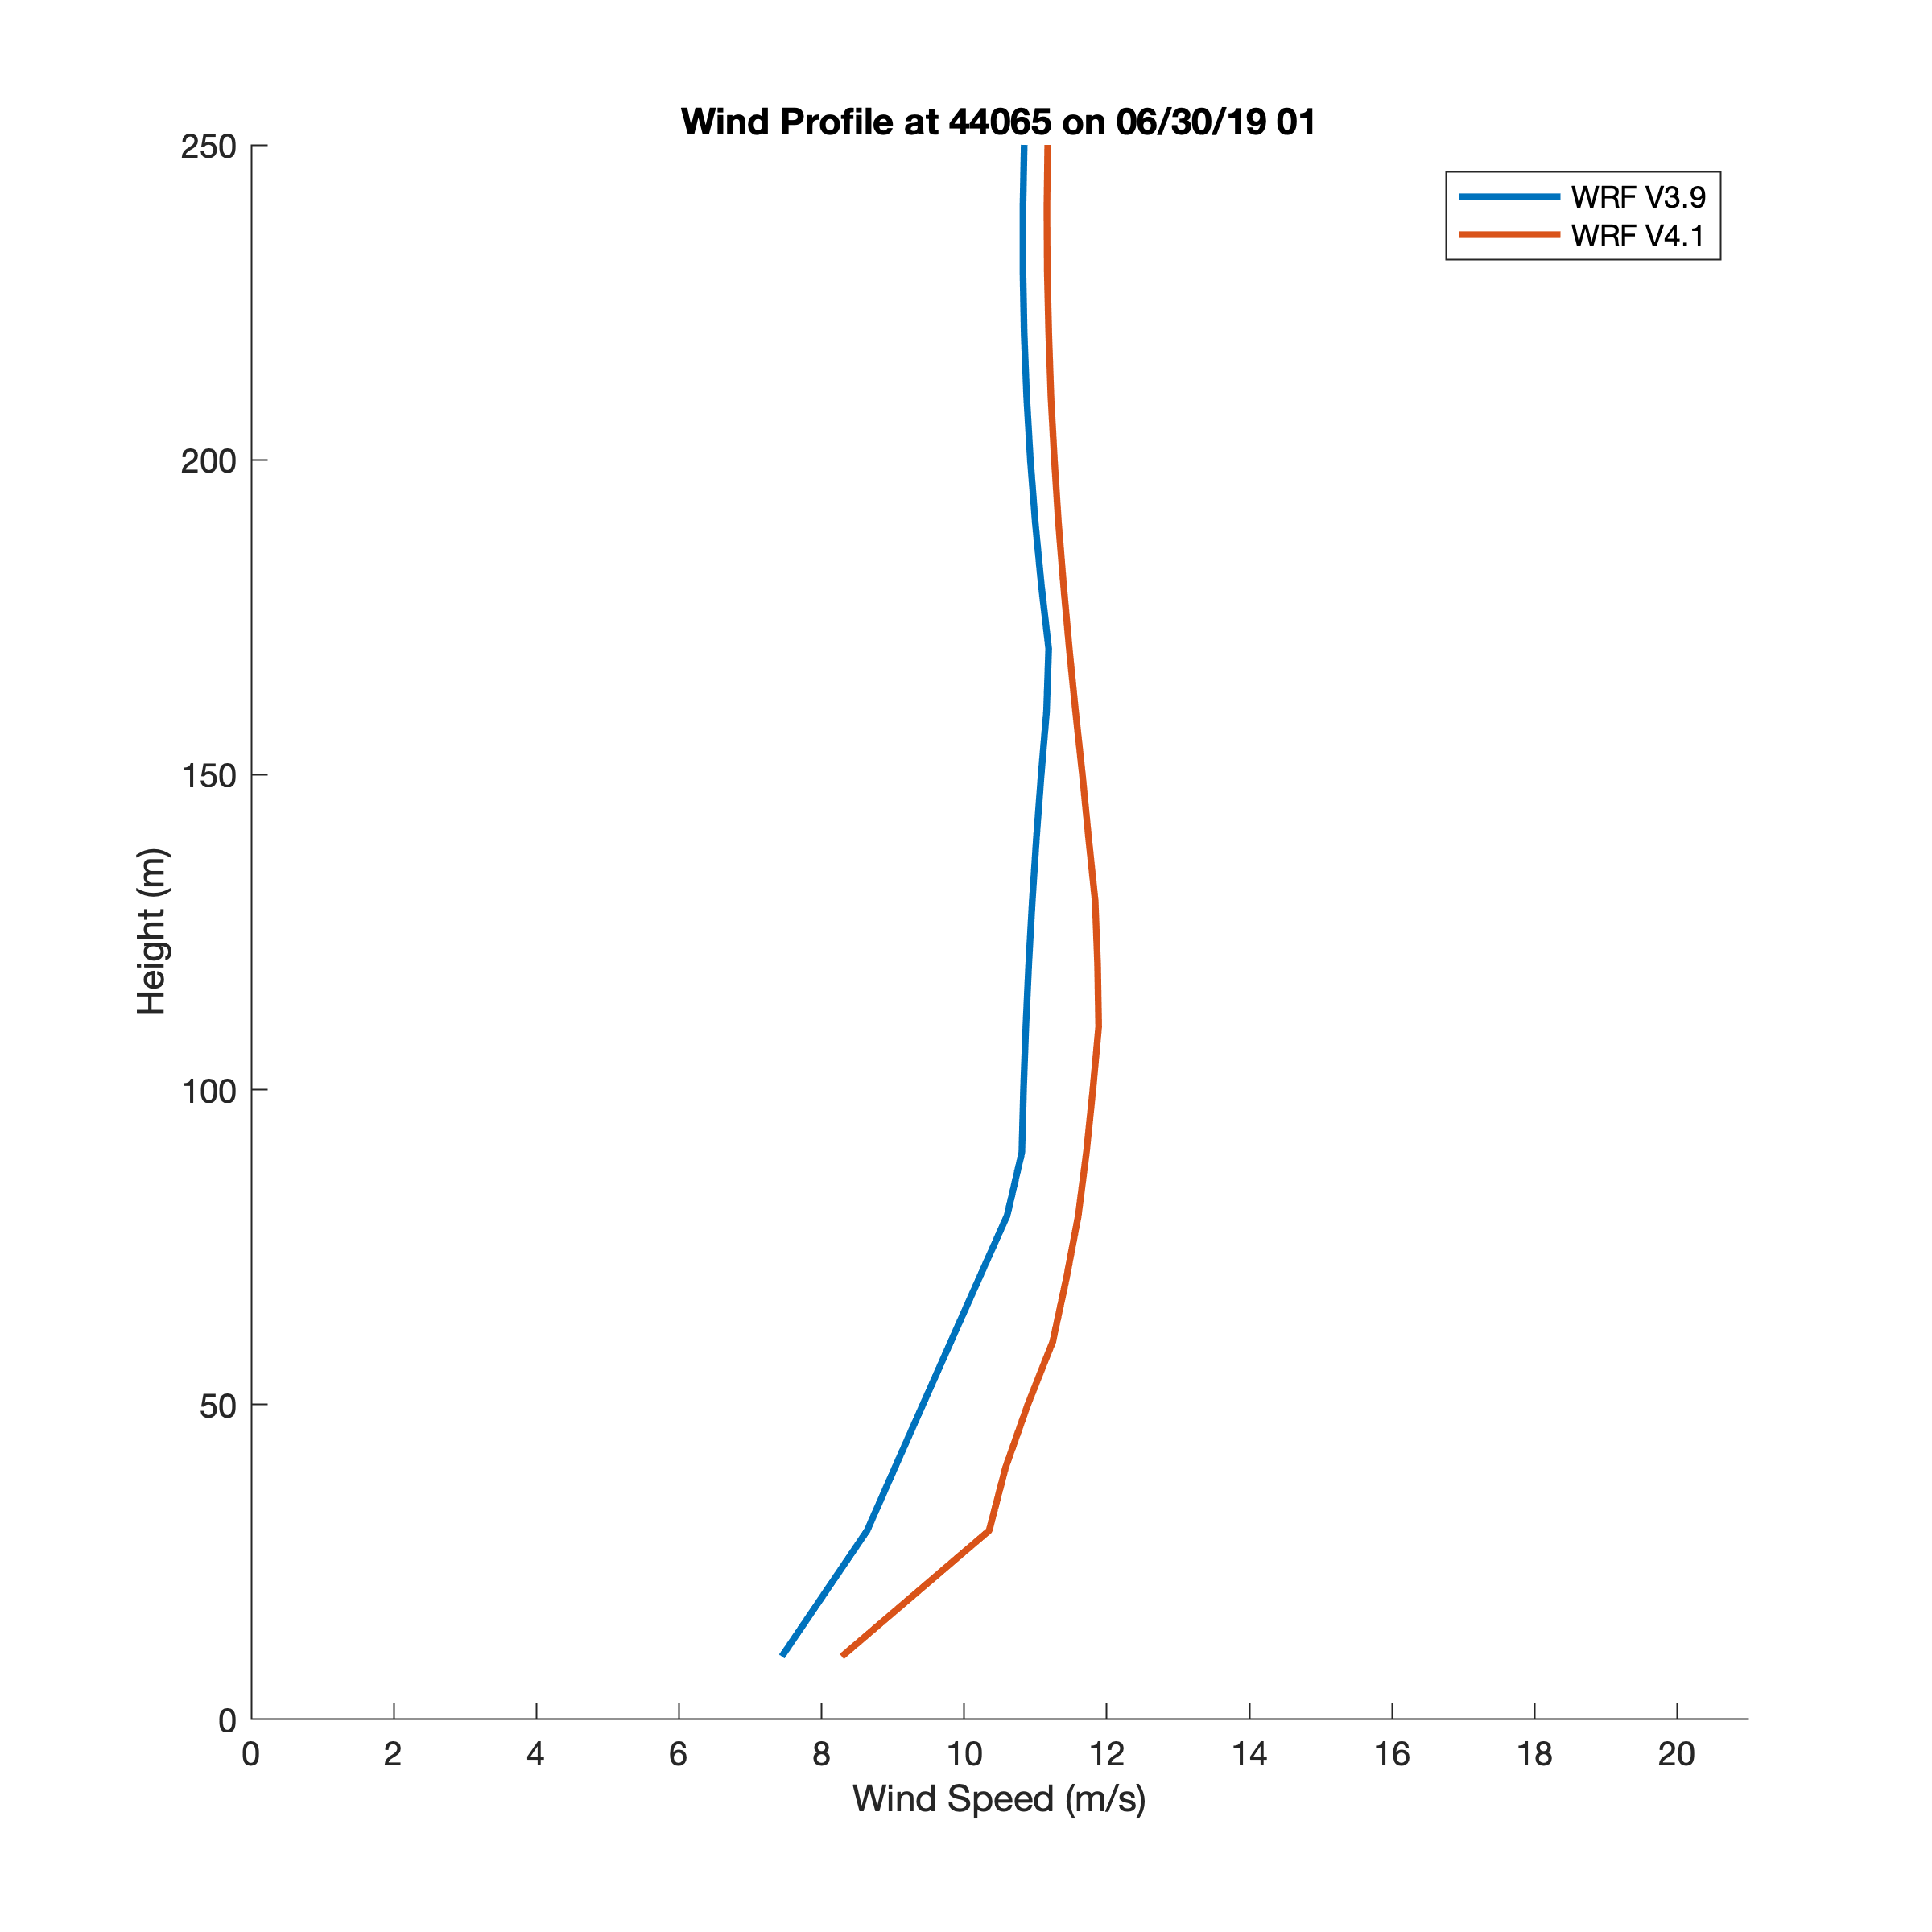 Wind Profile at 44065 on 06/30/19 01
250
200
150
100
50
0
Height (m)
WRF V3.9
WRF V4.1
0 2 4 6 8 10 12 14 16 18 20
Wind Speed (m/s)